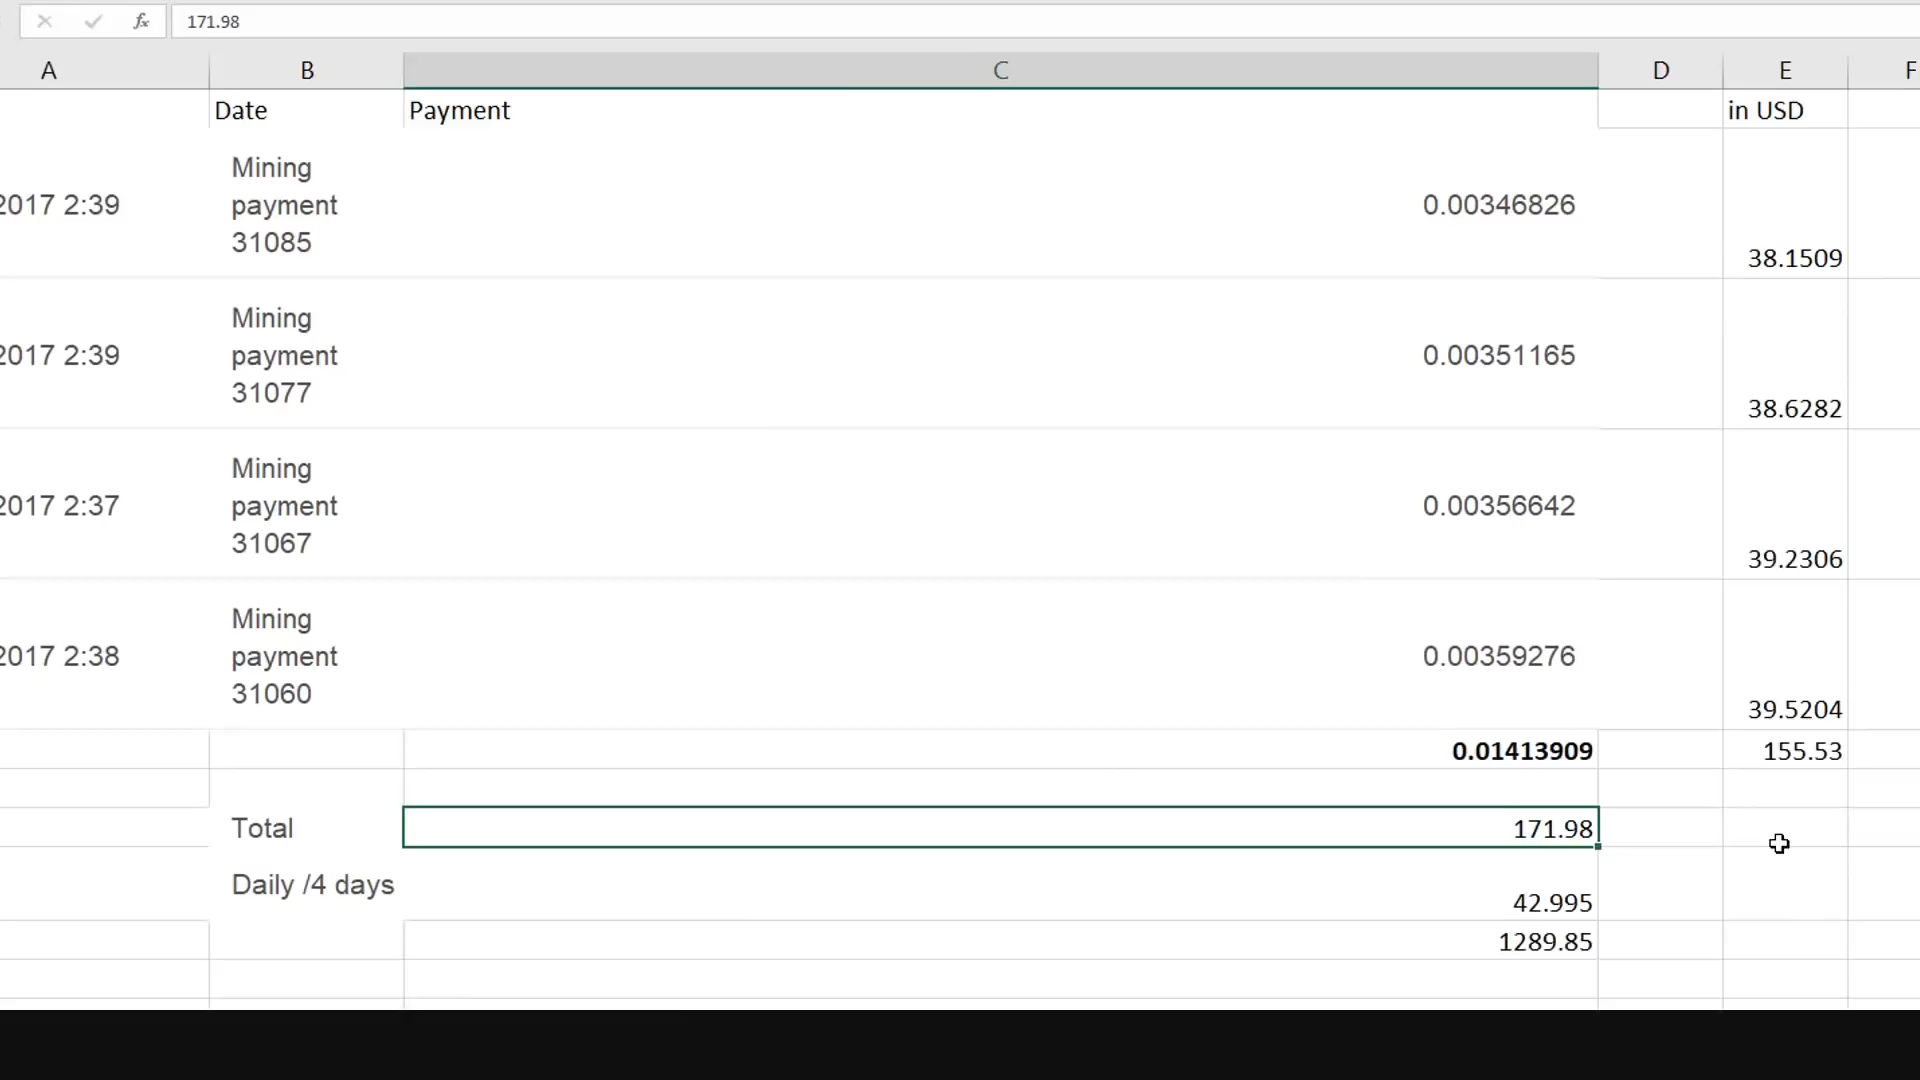 fx 171.98
A B C D E F
Date Payment in USD
Mining
2017 2:39 payment 0.00346826
31085
38.1509
Mining
2017 2:39 payment 0.00351165
31077
38.6282
Mining
2017 2:37 payment 0.00356642
31067
39.2306
Mining
2017 2:38 payment 0.00359276
31060
39.5204
0.01413909 155.53
Total 171.98
Daily /4 days
42.995
1289.85